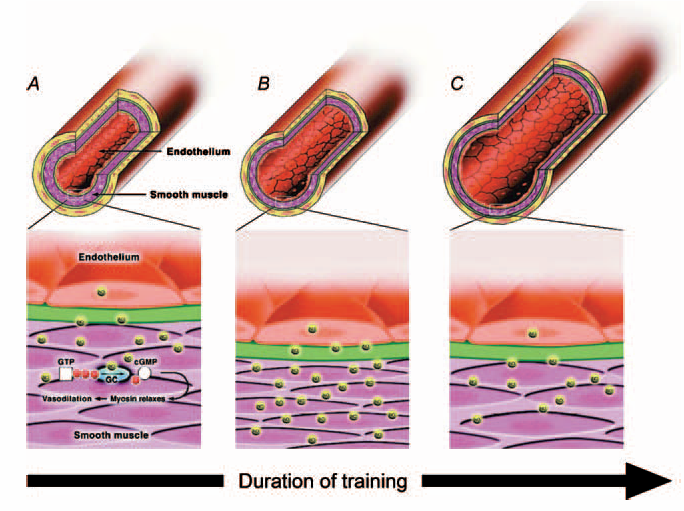 A
B
C
Endothelium
Smooth muscle
Endothelium
GTP
cGMP
GC
Vasodilation
Myosin relaxes
Smooth muscle
Duration of training